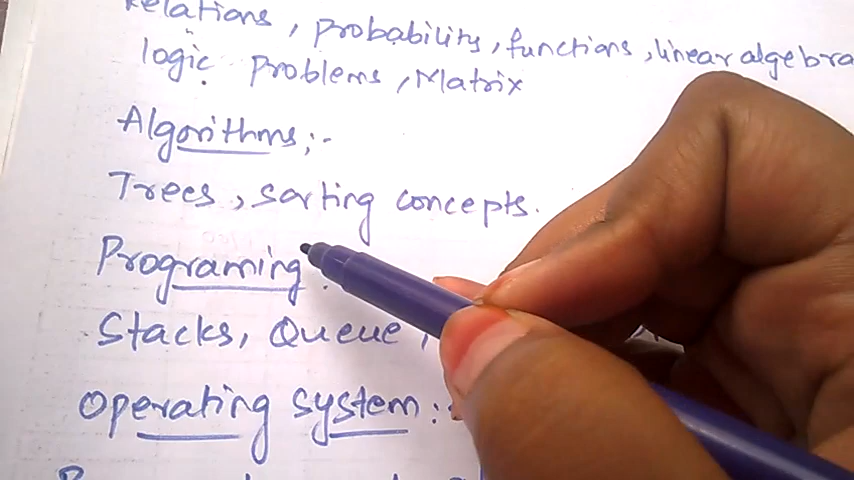 Relations, probability, functions, linear algebra
logic problems, Matrix
Algorithms:-
Trees, sorting concepts.
Programing:
Stacks, Queue,
Operating system:-